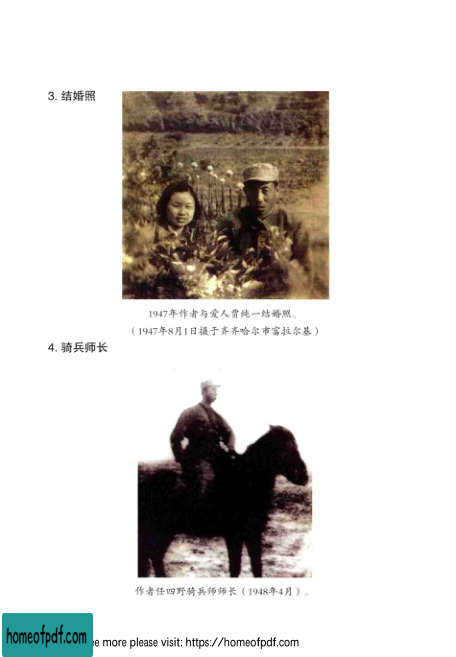 3. 结婚照
1947年作者与爱人贾纯一结婚照。
（1947年8月1日摄于齐齐哈尔市富拉尔基）
4. 骑兵师长
作者任四野骑兵师师长（1948年4月）。
homeofpdf.com
ee more please visit: https://homeofpdf.com